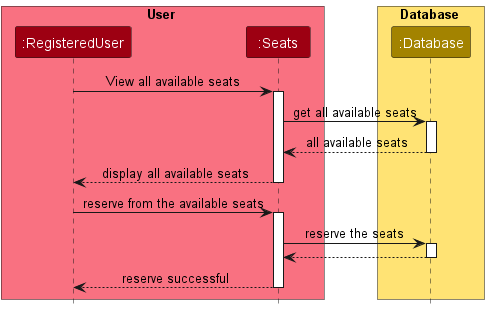 User
Database
:RegisteredUser
:Seats
:Database
View all available seats
get all available seats
all available seats
display all available seats
reserve from the available seats
reserve the seats
reserve successful